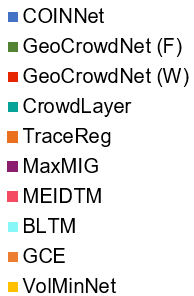 COINNet
GeoCrowdNet (F)
GeoCrowdNet (W)
CrowdLayer
TraceReg
MaxMIG
MEIDTM
BLTM
GCE
VolMinNet